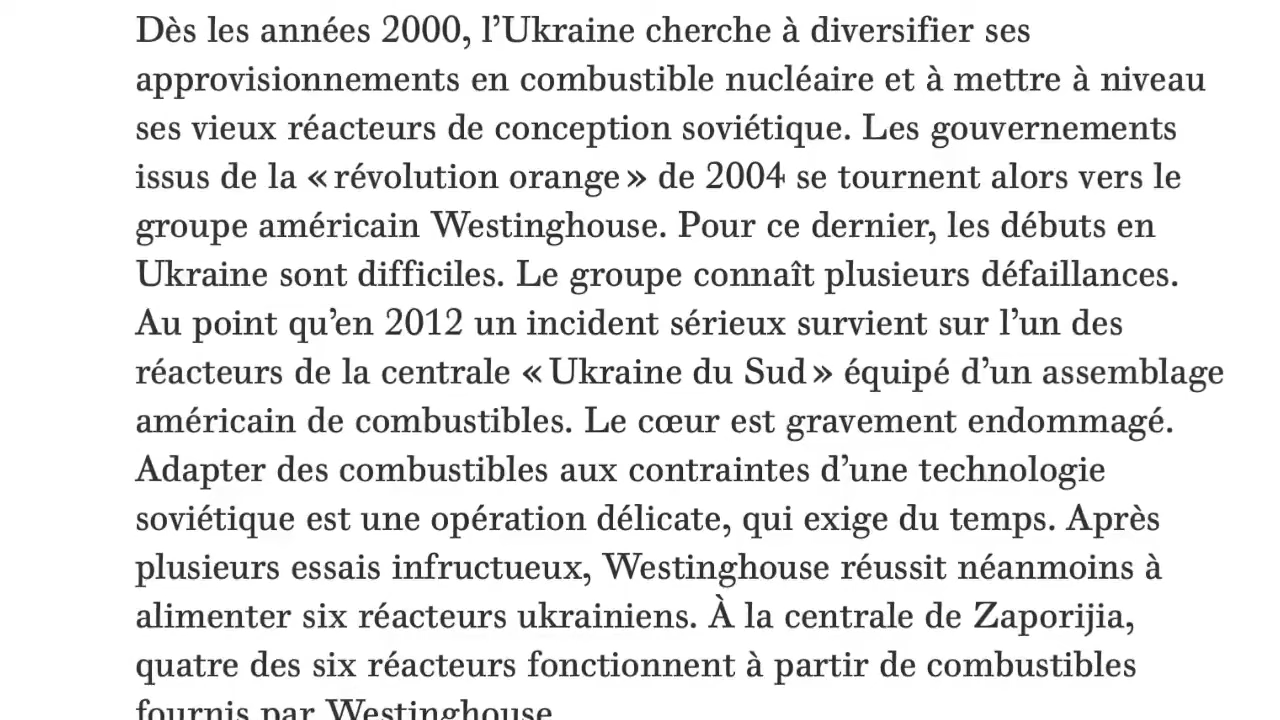 Dès les années 2000, l’Ukraine cherche à diversifier ses
approvisionnements en combustible nucléaire et à mettre à niveau
ses vieux réacteurs de conception soviétique. Les gouvernements
issus de la « révolution orange » de 2004 se tournent alors vers le
groupe américain Westinghouse. Pour ce dernier, les débuts en
Ukraine sont difficiles. Le groupe connaît plusieurs défaillances.
Au point qu’en 2012 un incident sérieux survient sur l’un des
réacteurs de la centrale « Ukraine du Sud » équipé d’un assemblage
américain de combustibles. Le cœur est gravement endommagé.
Adapter des combustibles aux contraintes d’une technologie
soviétique est une opération délicate, qui exige du temps. Après
plusieurs essais infructueux, Westinghouse réussit néanmoins à
alimenter six réacteurs ukrainiens. À la centrale de Zaporijia,
quatre des six réacteurs fonctionnent à partir de combustibles
fournis par Westinghouse